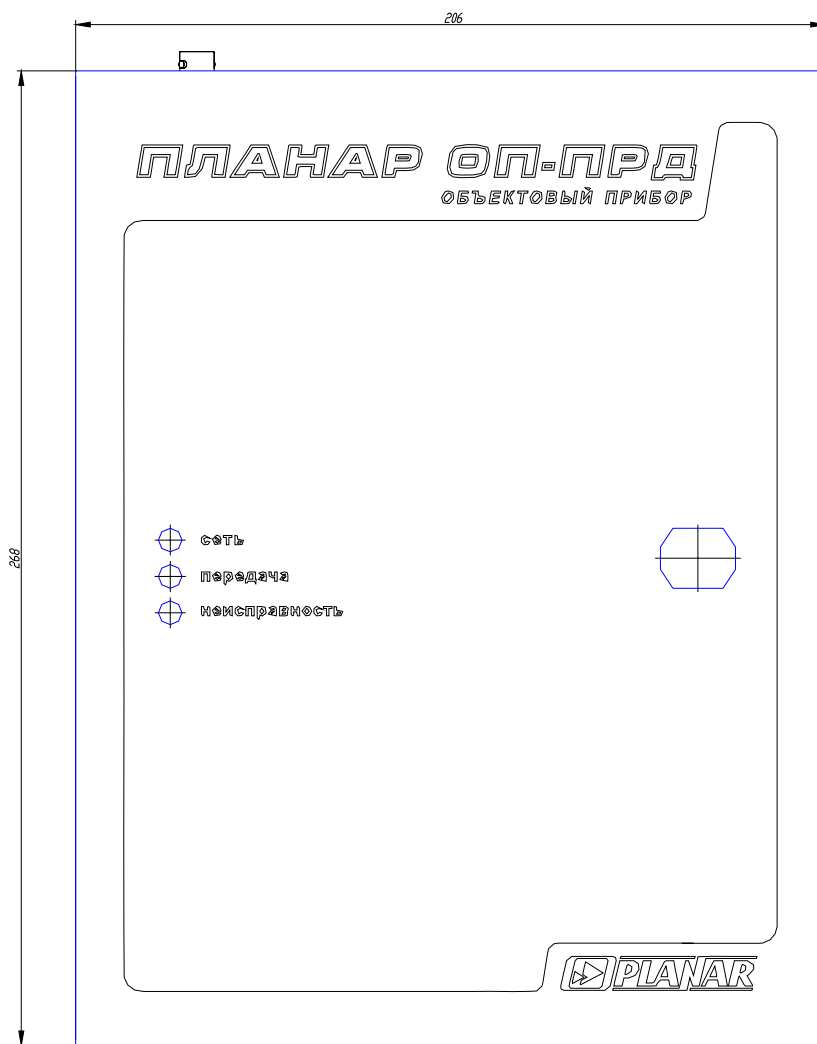 206
ПЛАНАР ОП-ПРД
ОБЪЕКТОВЫЙ ПРИБОР
268
сеть
передача
неисправность
PLANAR